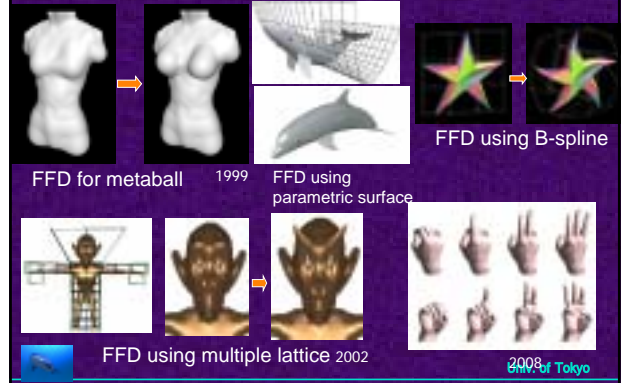 FFD using B-spline
FFD for metaball 1999
FFD using
parametric surface
FFD using multiple lattice 2002
2008
Univ. of Tokyo